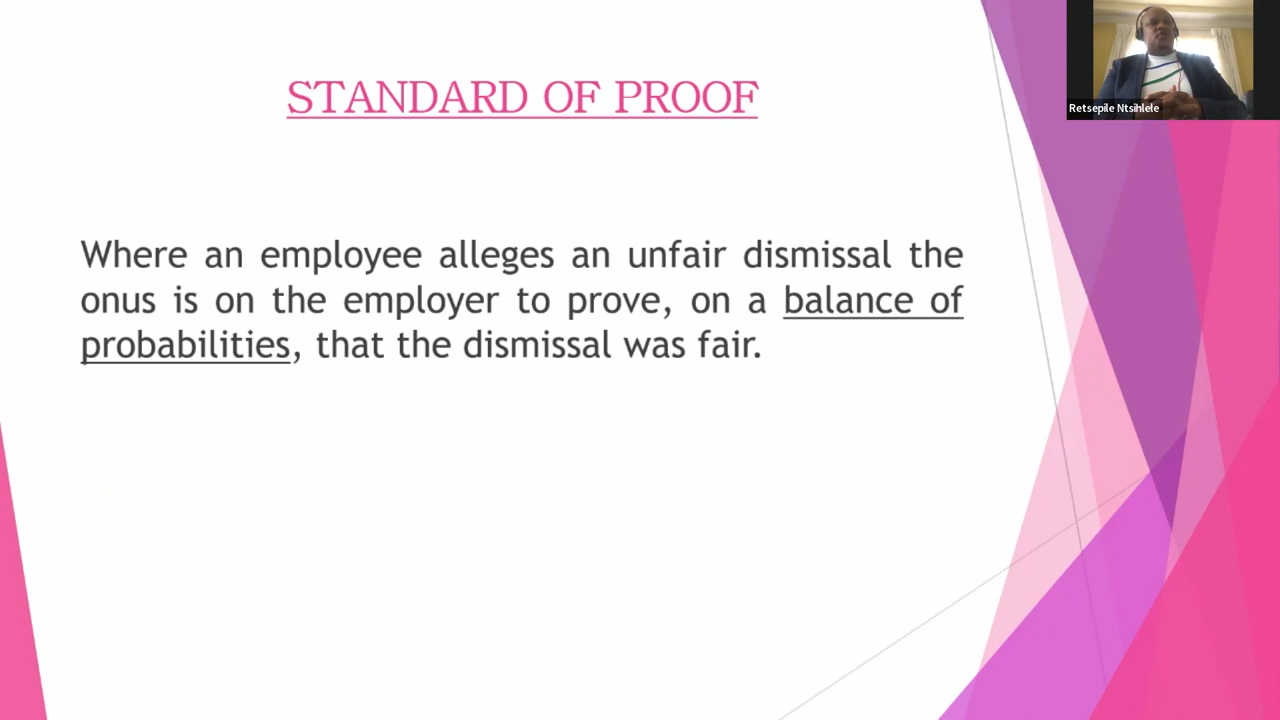 STANDARD OF PROOF
Where an employee alleges an unfair dismissal the
onus is on the employer to prove, on a balance of
probabilities, that the dismissal was fair.
Retsepile Ntsihlele